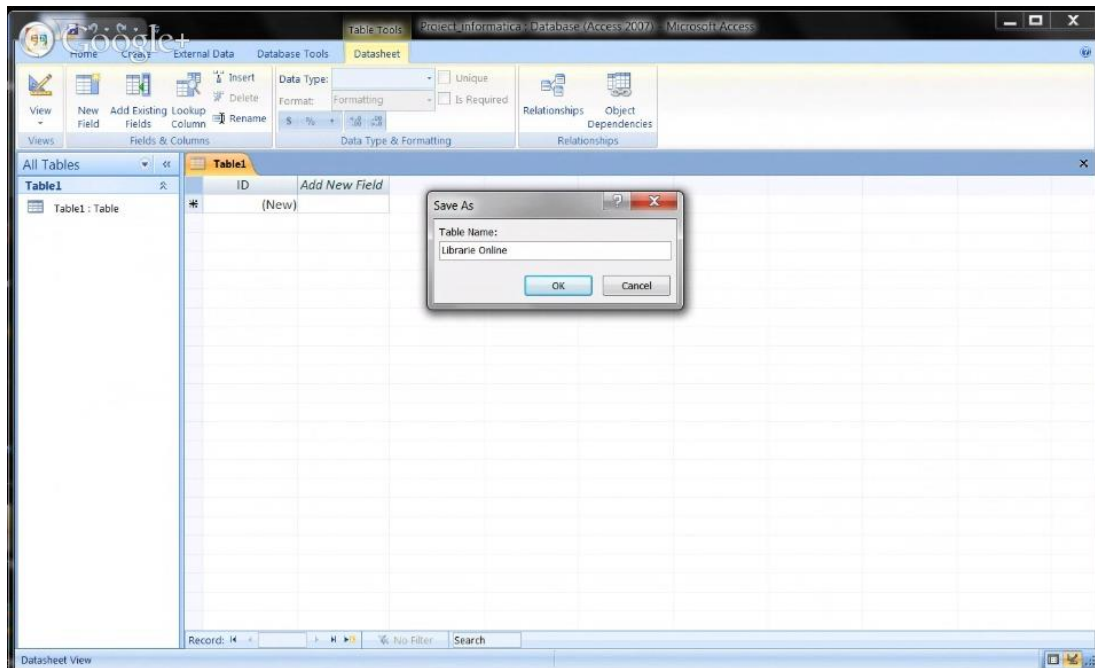 Google+
Table Tools
Project_informatica : Database (Access 2007) - Microsoft Access
Home Create External Data Database Tools Datasheet
View
Views
New Field
Add Existing Fields
Lookup Column
Insert
Delete
Rename
Fields & Columns
Data Type:
Format: Formatting
$ % ,
Unique
Is Required
Data Type & Formatting
Relationships
Object Dependencies
Relationships
All Tables
Table1
Table1 : Table
Table1
ID Add New Field
(New)
Save As
Table Name:
Librarie Online
OK Cancel
Record: No Filter Search
Datasheet View